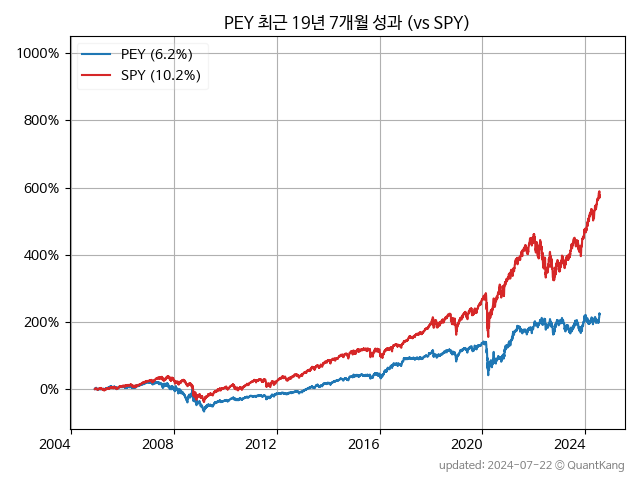 PEY 최근 19년 7개월 성과 (vs SPY)
PEY (6.2%)
SPY (10.2%)
1000%
800%
600%
400%
200%
0%
2004 2008 2012 2016 2020 2024
updated: 2024-07-22 © QuantKang